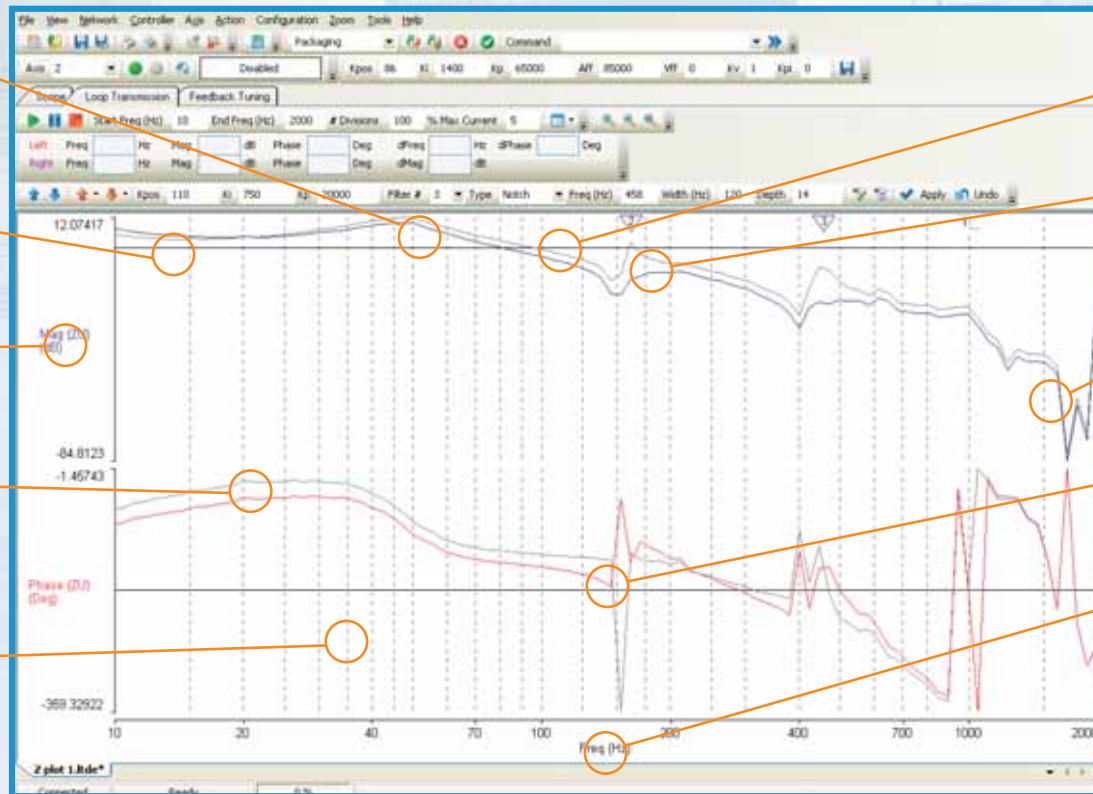 File View Network Controller Axis Action Configuration Zoom Tools Help
Packaging Command
Axis Z Disabled Kpos 86 Ki 1400 Kp 65000 Aff 85000 Vff 0 Kv 1 Kpi 0
Scope Loop Transmission Feedback Tuning
Start Freq (Hz) 10 End Freq (Hz) 2000 # Divisions 100 % Max Current 5
Left Freq Hz Mag dB Phase Deg dFreq Hz dPhase Deg
Right Freq Hz Mag dB Phase Deg dMag dB
Kpos 110 Ki 750 Kp 20000 Filter # 3 Type Notch Freq (Hz) 458 Width (Hz) 120 Depth 14 Apply Undo
12.07417
Mag (ZU)
(dB)
-84.8123
-1.45743
Phase (ZU)
(Deg)
-369.32922
10 20 40 70 100 200 400 700 1000 2000
Freq (Hz)
Z plot 1.ltde*
Connected Ready 0 %